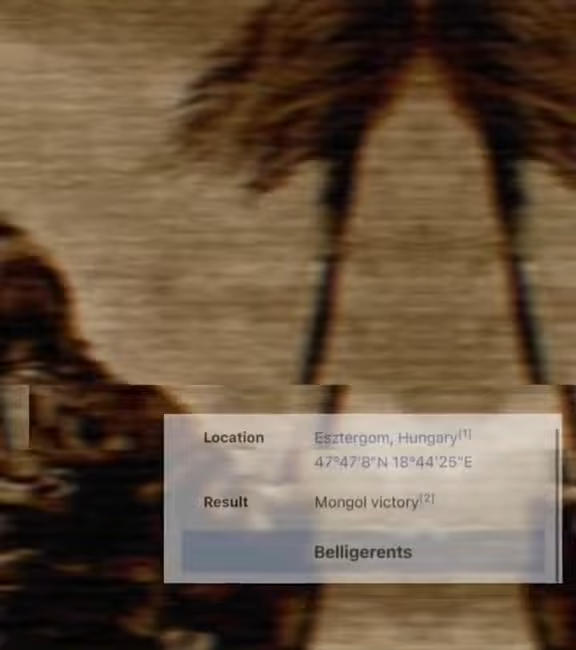 Location Esztergom, Hungary[1]
47°47'8"N 18°44'25"E
Result Mongol victory[2]
Belligerents